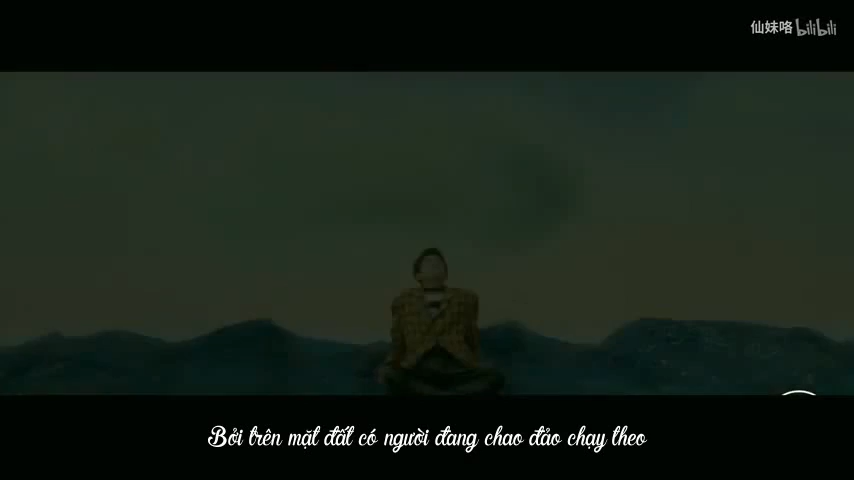 仙妹咯 bilibili
Bởi trên mặt đất có người đang chao đảo chạy theo